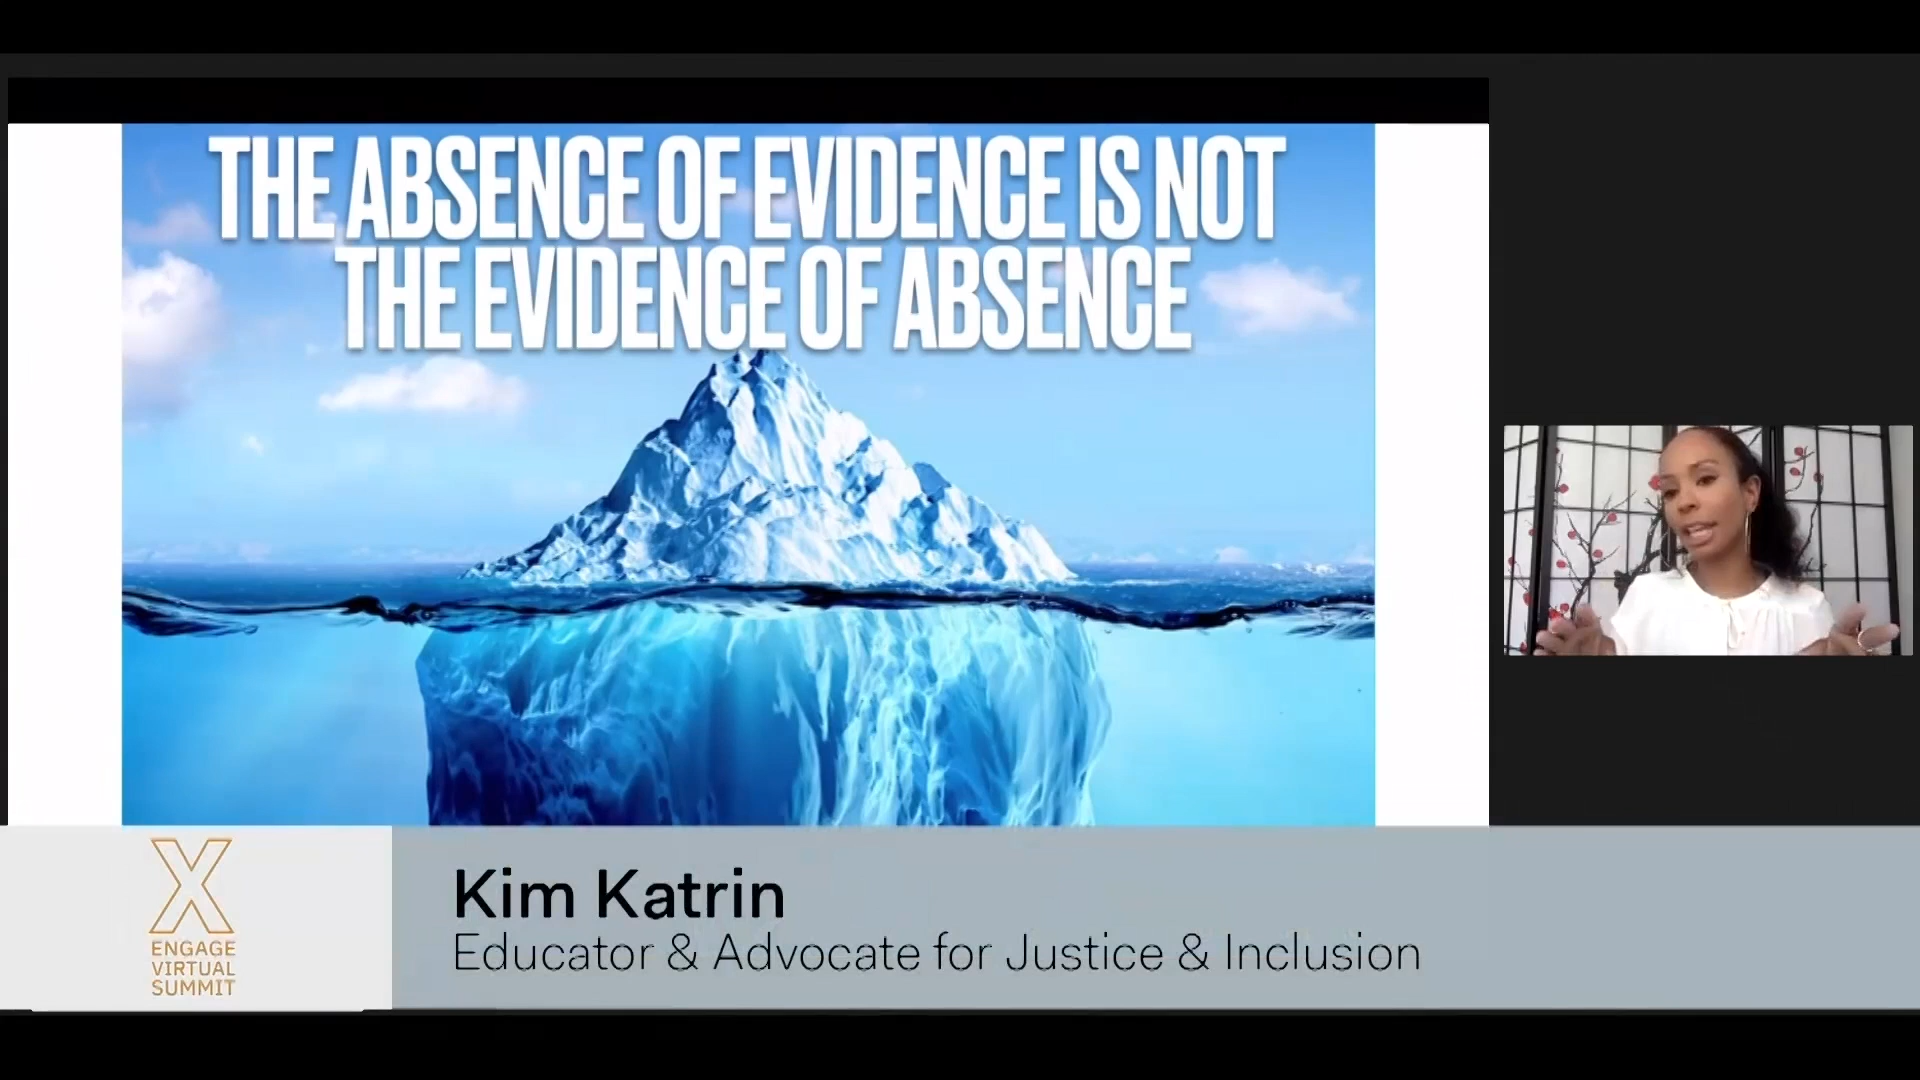 THE ABSENCE OF EVIDENCE IS NOT
THE EVIDENCE OF ABSENCE
X
ENGAGE
VIRTUAL
SUMMIT
Kim Katrin
Educator & Advocate for Justice & Inclusion